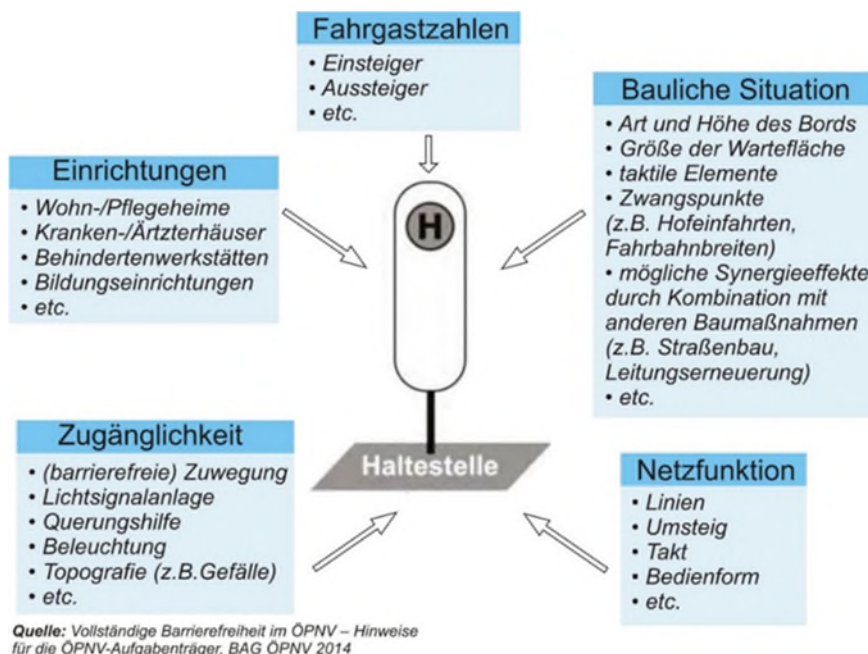 Fahrgastzahlen
• Einsteiger
• Aussteiger
• etc.
Einrichtungen
• Wohn-/Pflegeheime
• Kranken-/Ärtzterhäuser
• Behindertenwerkstätten
• Bildungseinrichtungen
• etc.
Bauliche Situation
• Art und Höhe des Bords
• Größe der Wartefläche
• taktile Elemente
• Zwangspunkte
(z.B. Hofeinfahrten,
Fahrbahnbreiten)
• mögliche Synergieeffekte
durch Kombination mit
anderen Baumaßnahmen
(z.B. Straßenbau,
Leitungserneuerung)
• etc.
H
Haltestelle
Zugänglichkeit
• (barrierefreie) Zuwegung
• Lichtsignalanlage
• Querungshilfe
• Beleuchtung
• Topografie (z.B.Gefälle)
• etc.
Netzfunktion
• Linien
• Umsteig
• Takt
• Bedienform
• etc.
Quelle: Vollständige Barrierefreiheit im ÖPNV – Hinweise
für die ÖPNV-Aufgabenträger, BAG ÖPNV 2014